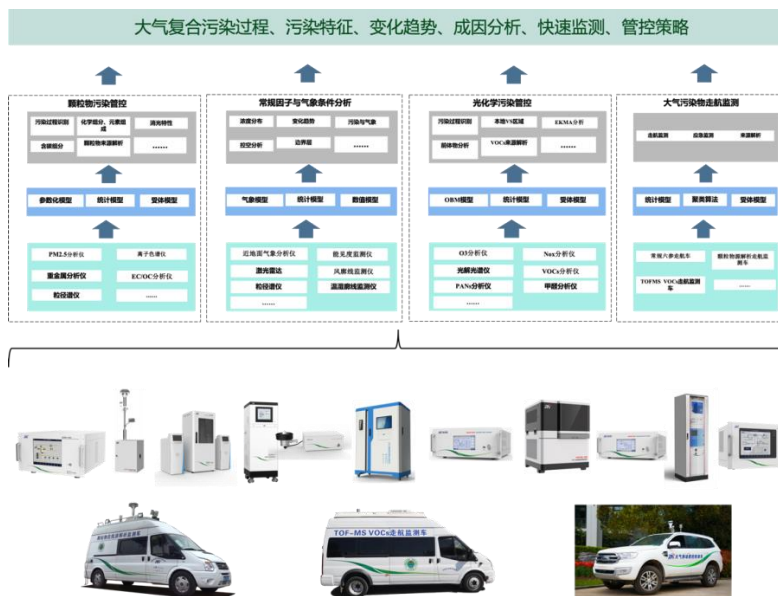 大气复合污染过程、污染特征、变化趋势、成因分析、快速监测、管控策略
颗粒物污染管控
污染过程识别
化学组分、元素组成
消光特性
含碳组分
颗粒物来源解析
……
参数化模型
统计模型
受体模型
PM2.5分析仪
离子色谱仪
重金属分析仪
EC/OC分析仪
粒径谱仪
……
常规因子与气象条件分析
浓度分布
变化趋势
污染与气象
控空分析
边界层
……
气象模型
统计模型
数值模型
近地面气象分析仪
能见度监测仪
激光雷达
风廓线监测仪
粒径谱仪
温湿廓线监测仪
……
光化学污染管控
污染过程识别
本地VS区域
EKMA分析
前体物分析
VOCs来源解析
……
OBM模型
统计模型
受体模型
O3分析仪
Nox分析仪
光解光谱仪
VOCs分析仪
PANs分析仪
甲醛分析仪
……
大气污染物走航监测
走航监测
应急监测
来源解析
统计模型
聚类算法
受体模型
常规六参走航车
颗粒物源解析走航监测车
TOFMS VOCs走航监测车
……
TOF-MS VOCs走航监测车